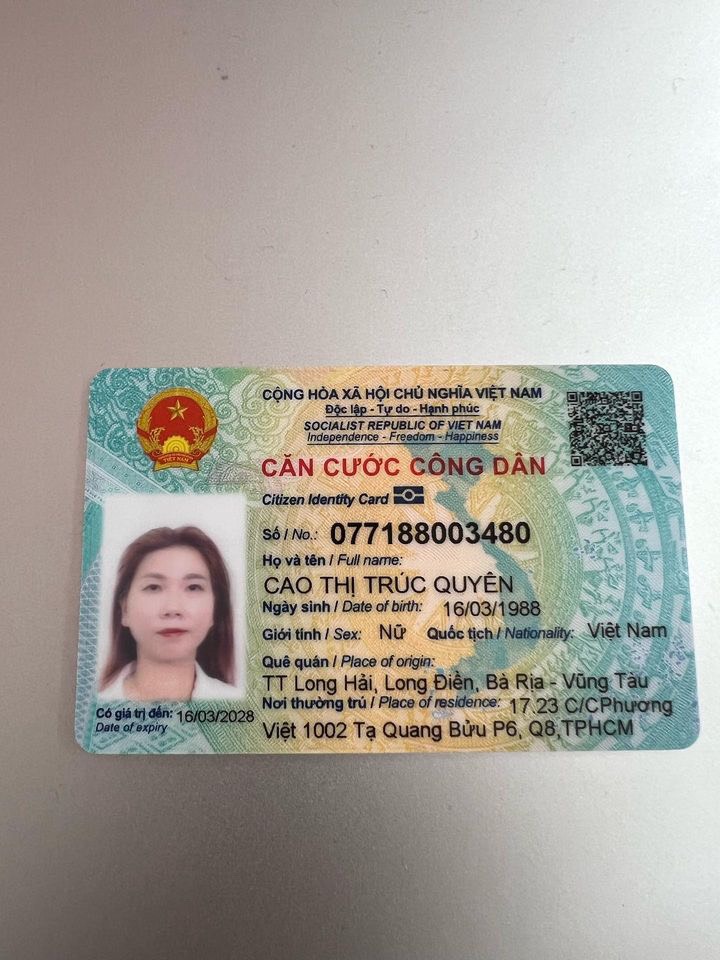 CỘNG HÒA XÃ HỘI CHỦ NGHĨA VIỆT NAM
Độc lập - Tự do - Hạnh phúc
SOCIALIST REPUBLIC OF VIET NAM
Independence - Freedom - Happiness
CĂN CƯỚC CÔNG DÂN
Citizen Identity Card
Số / No.: 077188003480
Họ và tên / Full name:
CAO THỊ TRÚC QUYÊN
Ngày sinh / Date of birth: 16/03/1988
Giới tính / Sex: Nữ Quốc tịch / Nationality: Việt Nam
Quê quán / Place of origin:
TT Long Hải, Long Điền, Bà Rịa - Vũng Tàu
Nơi thường trú / Place of residence: 17.23 C/CPhương
Việt 1002 Tạ Quang Bửu P6, Q8,TPHCM
Có giá trị đến: 16/03/2028
Date of expiry
VIỆT NAM